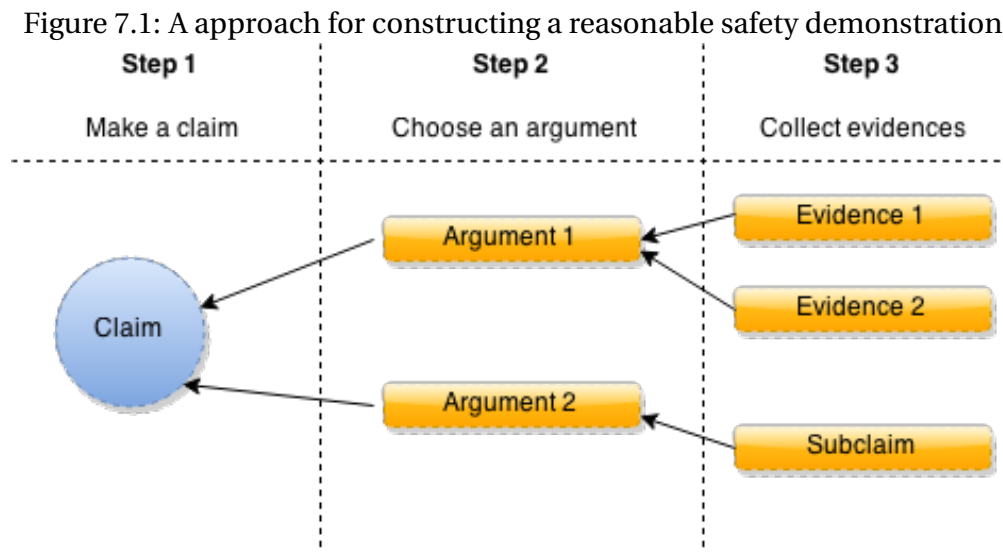 Figure 7.1: A approach for constructing a reasonable safety demonstration
Step 1
Step 2
Step 3
Make a claim
Choose an argument
Collect evidences
Evidence 1
Argument 1
Evidence 2
Claim
Argument 2
Subclaim